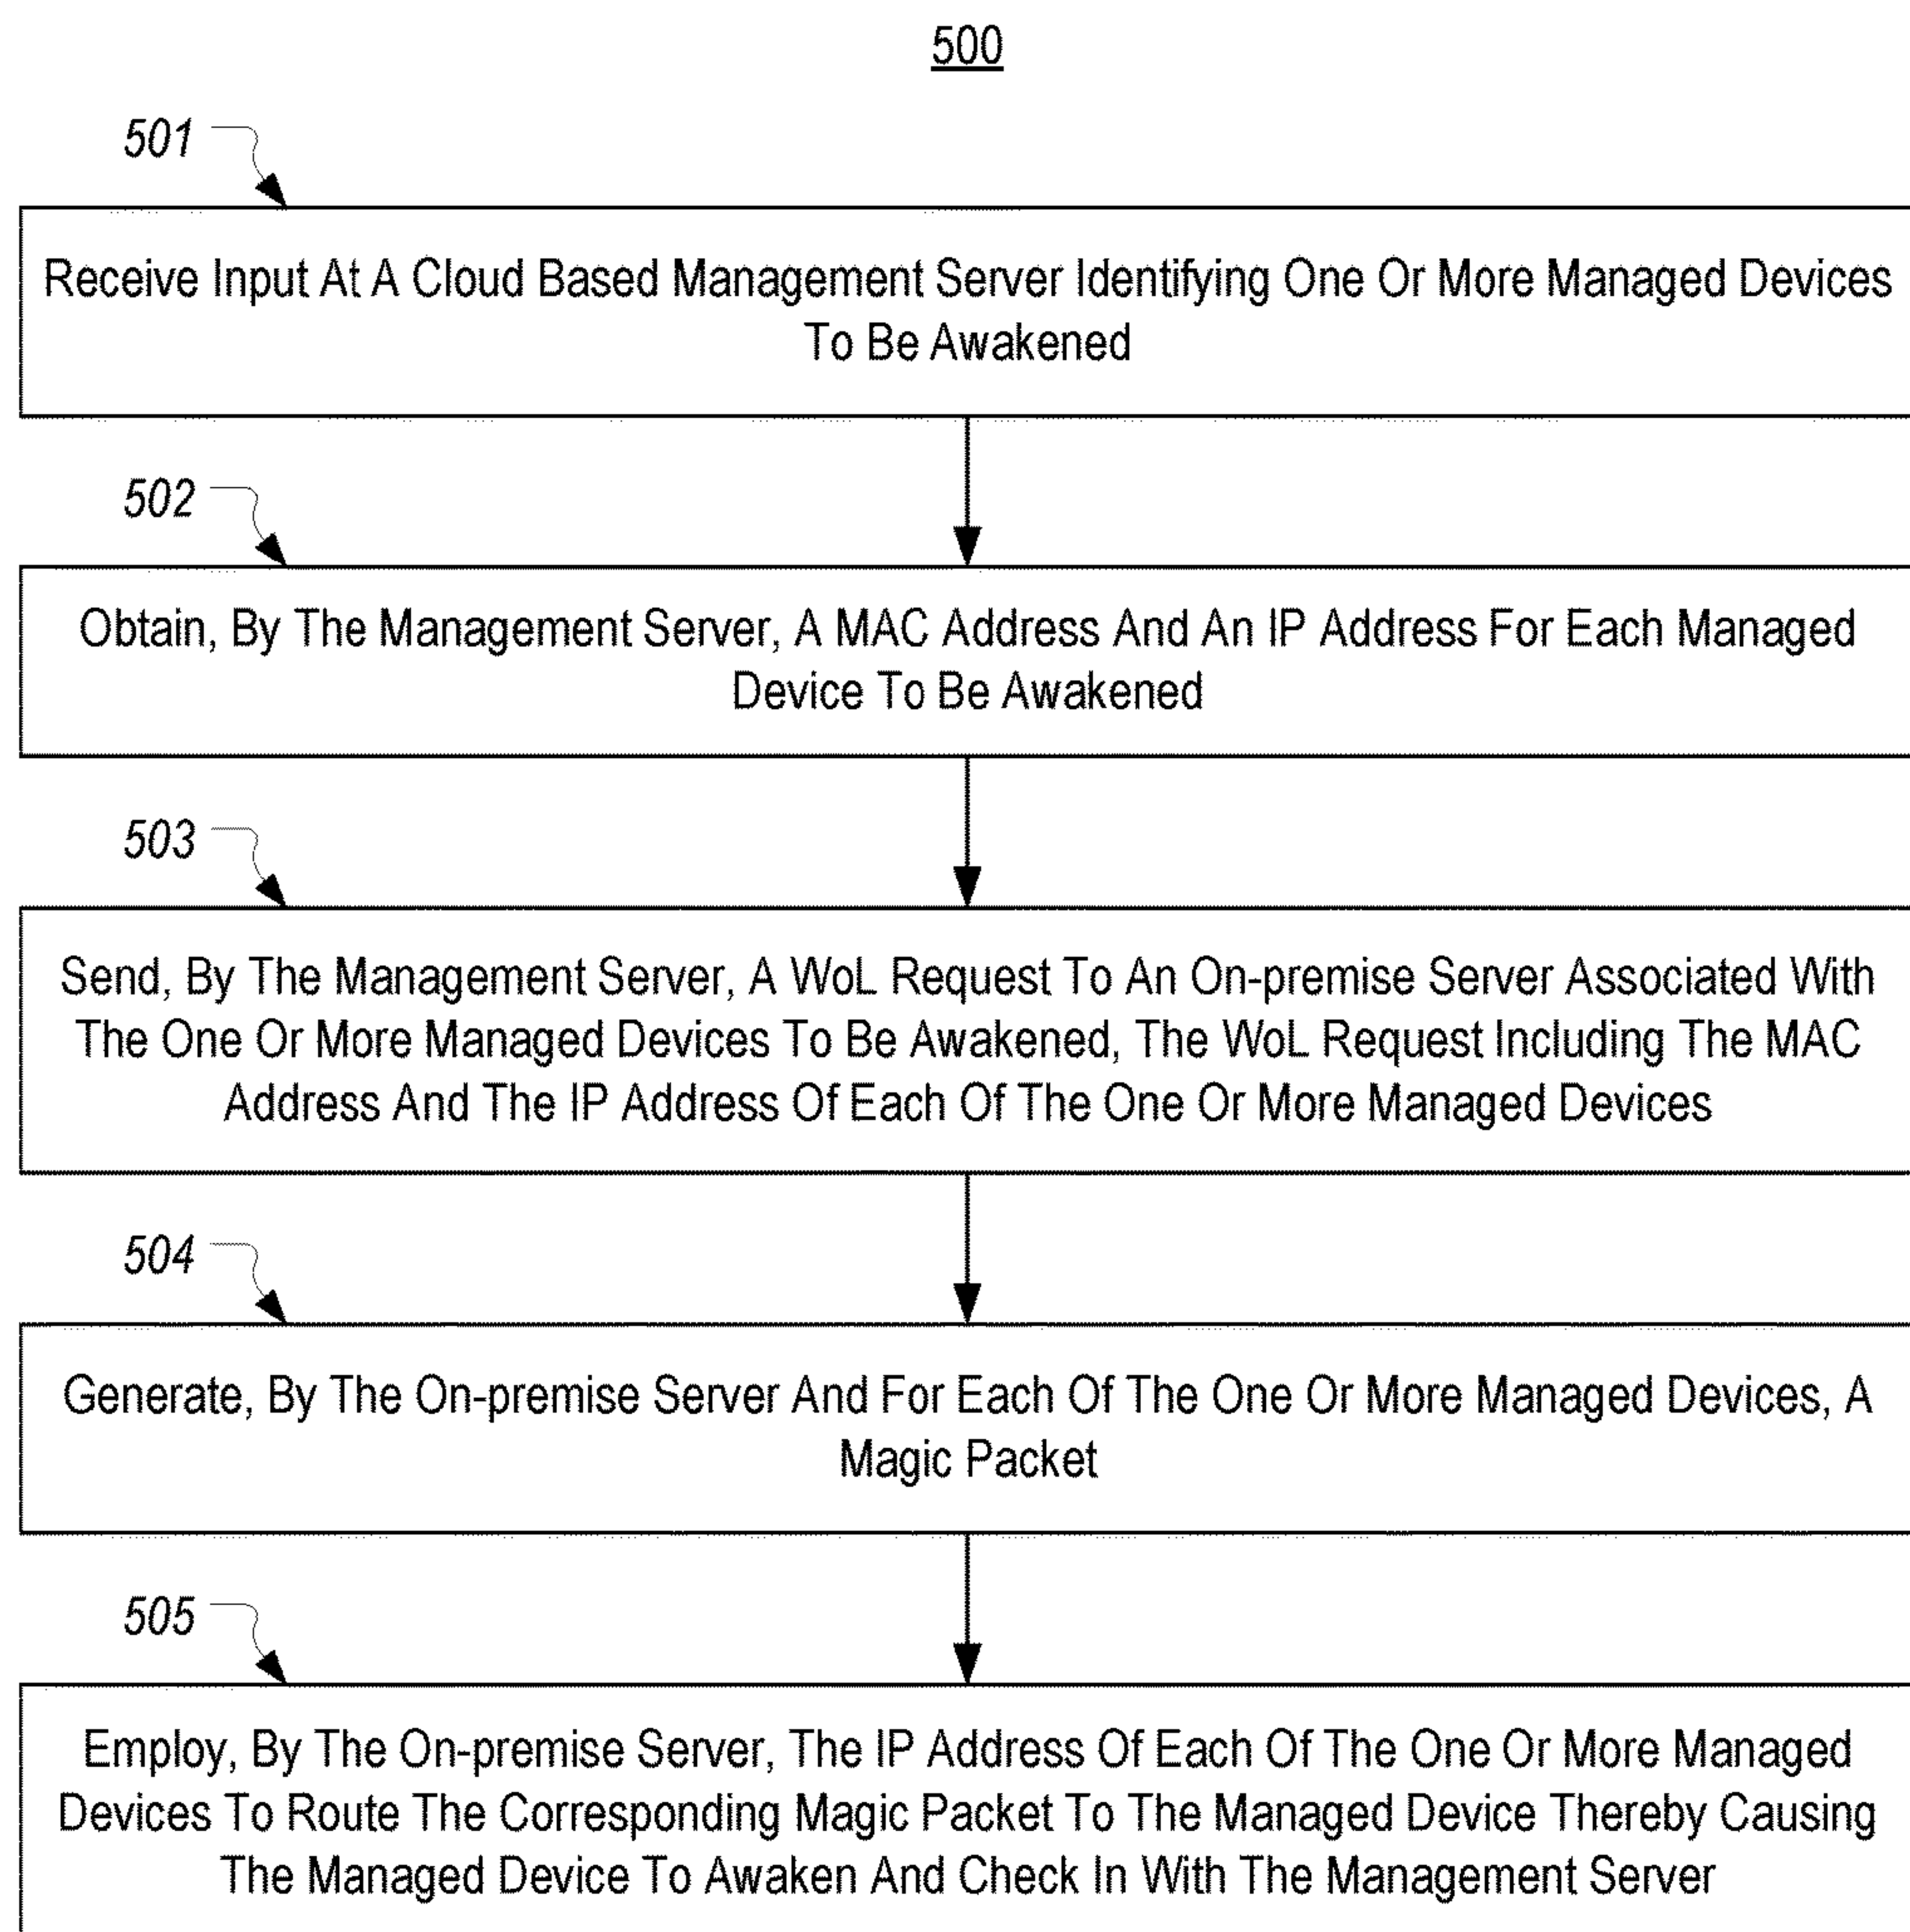 500
501
Receive Input At A Cloud Based Management Server Identifying One Or More Managed Devices
To Be Awakened
502
Obtain, By The Management Server, A MAC Address And An IP Address For Each Managed
Device To Be Awakened
503
Send, By The Management Server, A WoL Request To An On-premise Server Associated With
The One Or More Managed Devices To Be Awakened, The WoL Request Including The MAC
Address And The IP Address Of Each Of The One Or More Managed Devices
504
Generate, By The On-premise Server And For Each Of The One Or More Managed Devices, A
Magic Packet
505
Employ, By The On-premise Server, The IP Address Of Each Of The One Or More Managed
Devices To Route The Corresponding Magic Packet To The Managed Device Thereby Causing
The Managed Device To Awaken And Check In With The Management Server